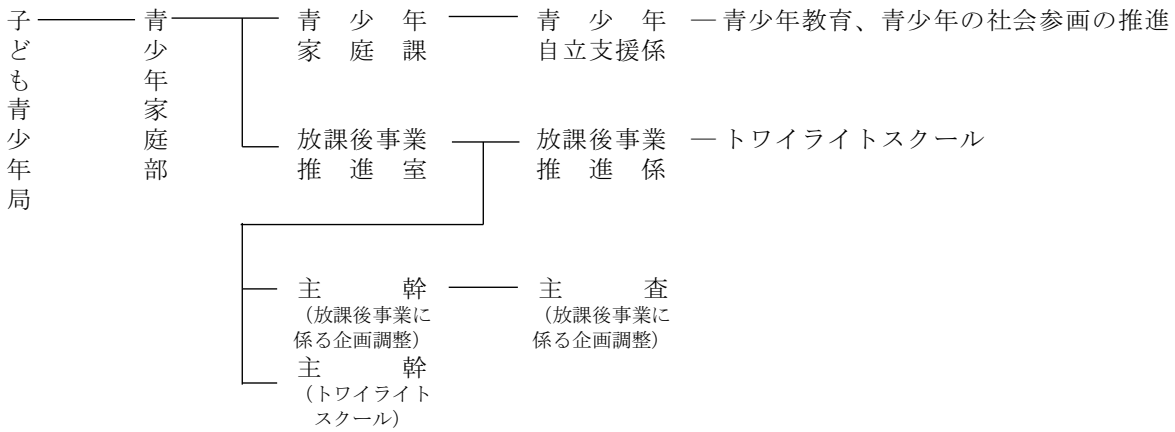 子ども青少年局
青少年家庭部
青少年
家庭課
青少年
自立支援係
青少年教育、青少年の社会参画の推進
放課後事業
推進室
放課後事業
推進係
トワイライトスクール
主幹
（放課後事業に
係る企画調整）
主査
（放課後事業に
係る企画調整）
主幹
（トワイライト
スクール）